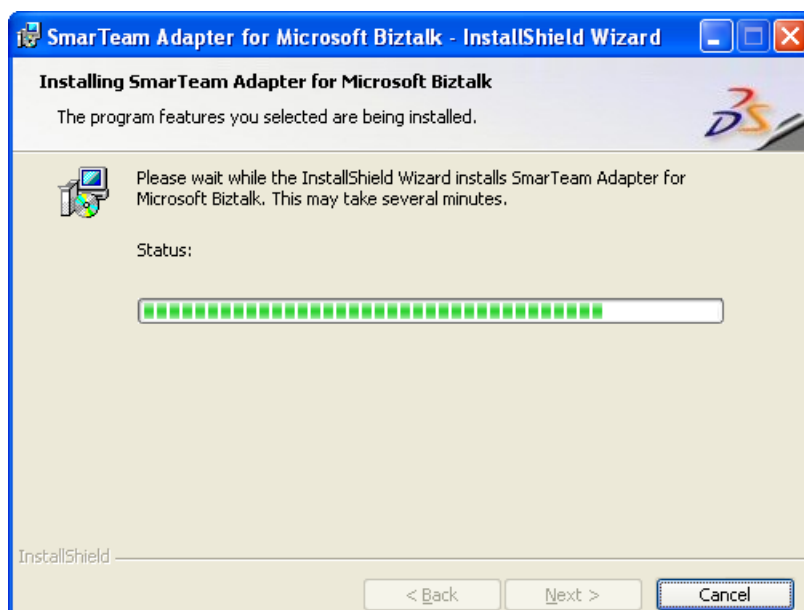 SmarTeam Adapter for Microsoft Biztalk - InstallShield Wizard
Installing SmarTeam Adapter for Microsoft Biztalk
The program features you selected are being installed.
Please wait while the InstallShield Wizard installs SmarTeam Adapter for
Microsoft Biztalk. This may take several minutes.
Status:
InstallShield
< Back Next > Cancel